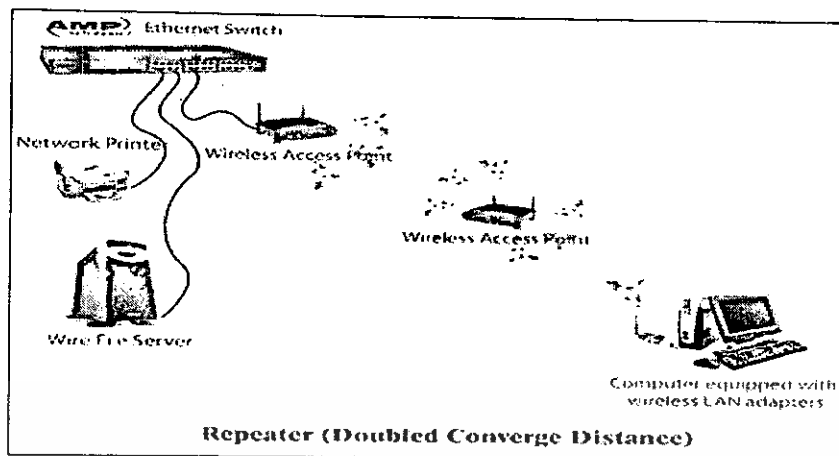 AMP Ethernet Switch
Network Printe
Wireless Access Point
Wireless Access Point
Wire File Server
Computer equipped with
wireless LAN adapters
Repeater (Doubled Converge Distance)